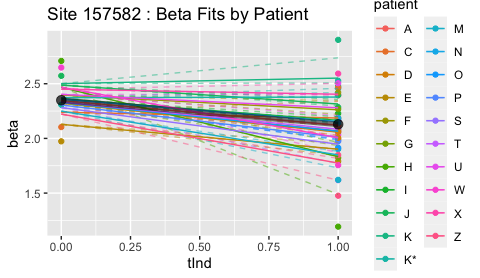 Site 157582 : Beta Fits by Patient
patient
A
C
D
E
F
G
H
I
J
K
K*
M
N
O
P
S
T
U
W
X
Z
beta
2.5
2.0
1.5
0.00
0.25
0.50
0.75
1.00
tInd